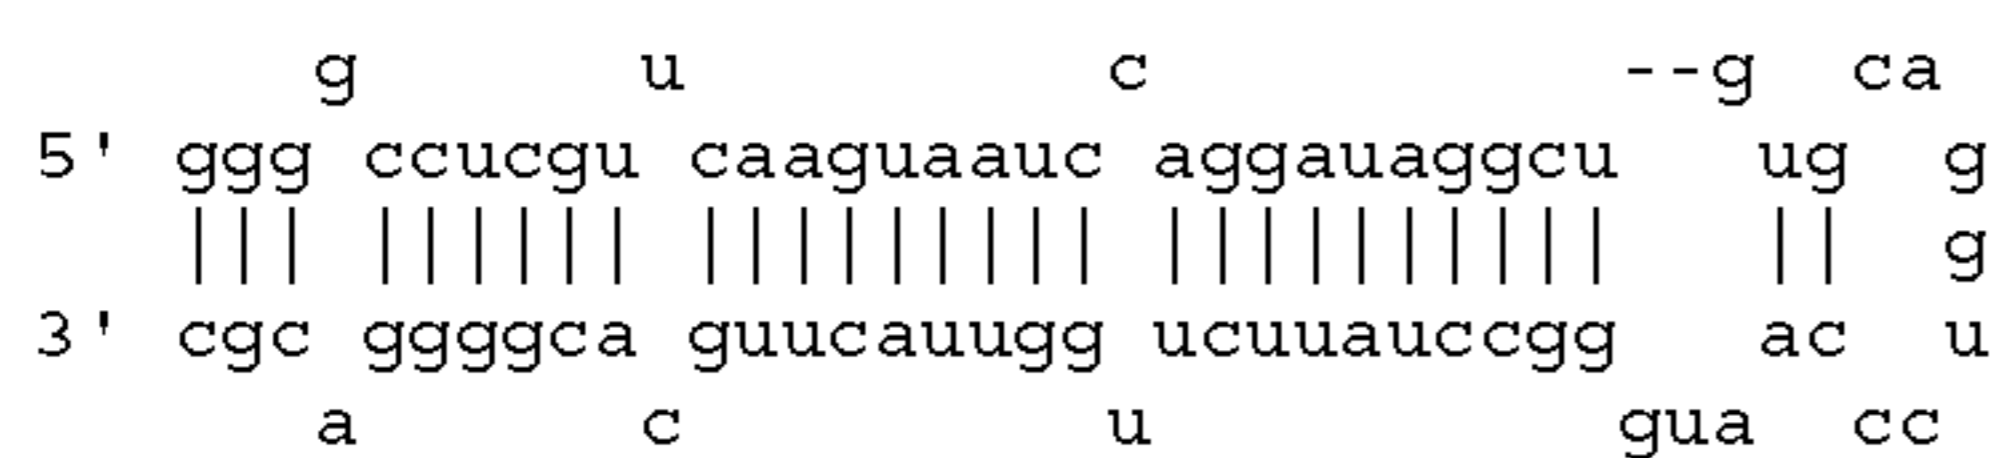 g u c --g ca
5' ggg ccucgu caaguaauc aggauaggcu ug g
||| |||||| ||||||||| |||||||||| || g
3' cgc ggggca guucauugg ucuuauccgg ac u
a c u gua cc